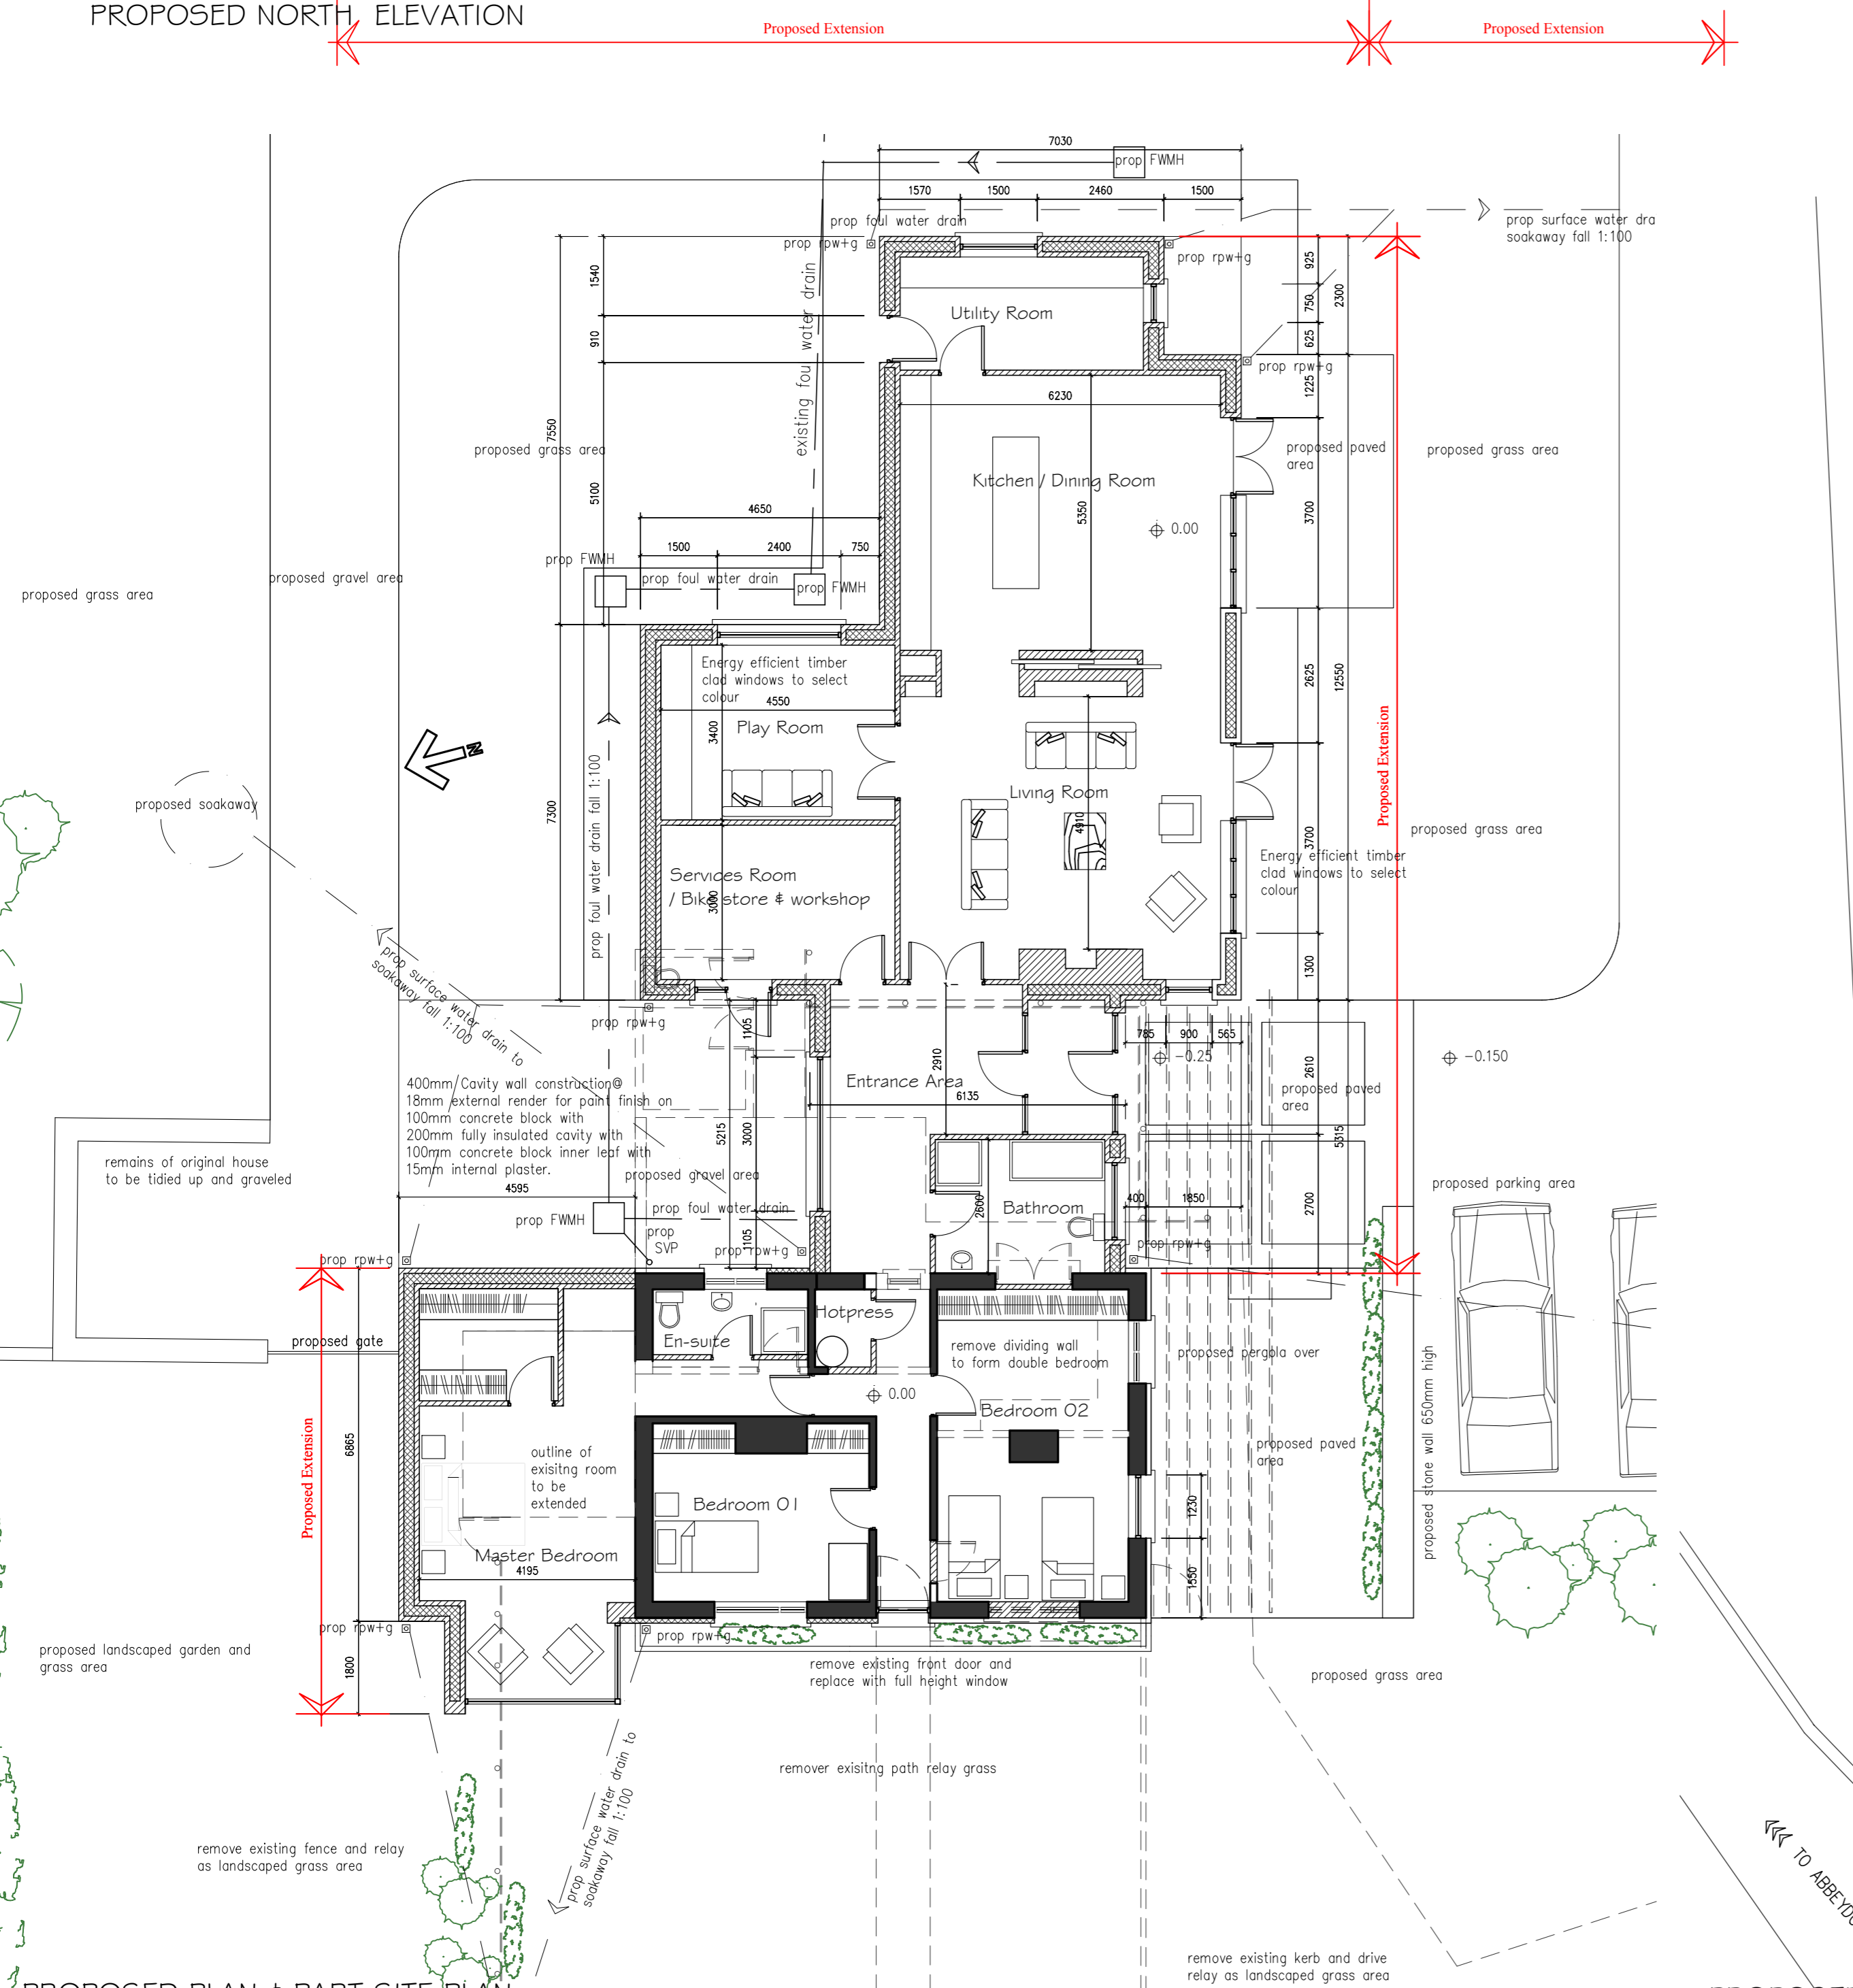 PROPOSED NORTH ELEVATION
Proposed Extension
Proposed Extension
7030
prop FWMH
1570
1500
2460
1500
prop foul water drain
prop rpw+g
prop rpw+g
prop surface water dra
soakaway fall 1:100
1540
910
existing foul water drain
Utility Room
925
750
2300
625
prop rpw+g
1225
6230
7550
proposed grass area
5100
Kitchen / Dining Room
5350
0.00
proposed paved
area
proposed grass area
3700
4650
1500
2400
750
prop FWMH
prop foul water drain
prop FWMH
proposed gravel area
proposed grass area
Energy efficient timber
clad windows to select
colour
4550
3400
Play Room
2625
12550
Proposed Extension
N
proposed soakaway
7300
prop foul water drain fall 1:100
Living Room
4910
3700
proposed grass area
Energy efficient timber
clad windows to select
colour
Services Room
/ Bike store & workshop
3000
prop surface water drain to
soakaway fall 1:100
1300
prop rpw+g
1105
785
900
565
-0.25
-0.150
2910
2610
Entrance Area
6135
proposed paved
area
400mm Cavity wall construction@
18mm external render for paint finish on
100mm concrete block with
200mm fully insulated cavity with
100mm concrete block inner leaf with
15mm internal plaster.
5215
3000
5315
remains of original house
to be tidied up and graveled
proposed gravel area
4595
prop foul water drain
prop FWMH
prop
SVP
prop rpw+g
1105
2600
Bathroom
400
1850
2700
proposed parking area
prop rpw+g
prop rpw+g
proposed gate
En-suite
Hotpress
remove dividing wall
to form double bedroom
proposed pergola over
0.00
Bedroom 02
proposed stone wall 650mm high
Proposed Extension
6865
outline of
exisitng room
to be
extended
Bedroom 01
proposed paved
area
1230
Master Bedroom
4195
1550
prop rpw+g
prop rpw+g
proposed landscaped garden and
grass area
1800
remove existing front door and
replace with full height window
proposed grass area
prop surface water drain to
soakaway fall 1:100
remover exisitng path relay grass
remove existing fence and relay
as landscaped grass area
TO ABBEYDO
remove existing kerb and drive
relay as landscaped grass area
PROPOSED PLAN & PART SITE PLAN